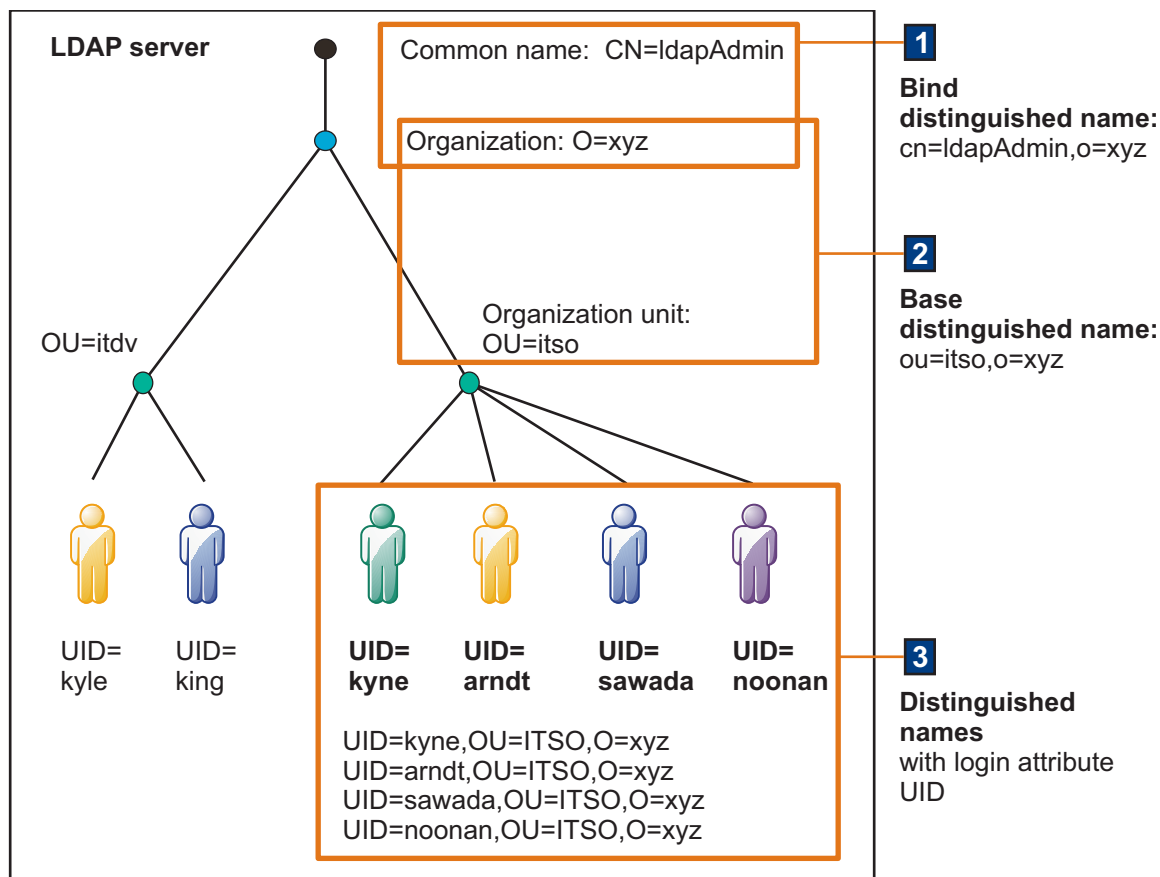 LDAP server
Common name: CN=ldapAdmin
Organization: O=xyz
Organization unit:
OU=itso
OU=itdv
UID=
kyle
UID=
king
UID=
kyne
UID=
arndt
UID=
sawada
UID=
noonan
UID=kyne,OU=ITSO,O=xyz
UID=arndt,OU=ITSO,O=xyz
UID=sawada,OU=ITSO,O=xyz
UID=noonan,OU=ITSO,O=xyz
1
Bind
distinguished name:
cn=ldapAdmin,o=xyz
2
Base
distinguished name:
ou=itso,o=xyz
3
Distinguished
names
with login attribute
UID